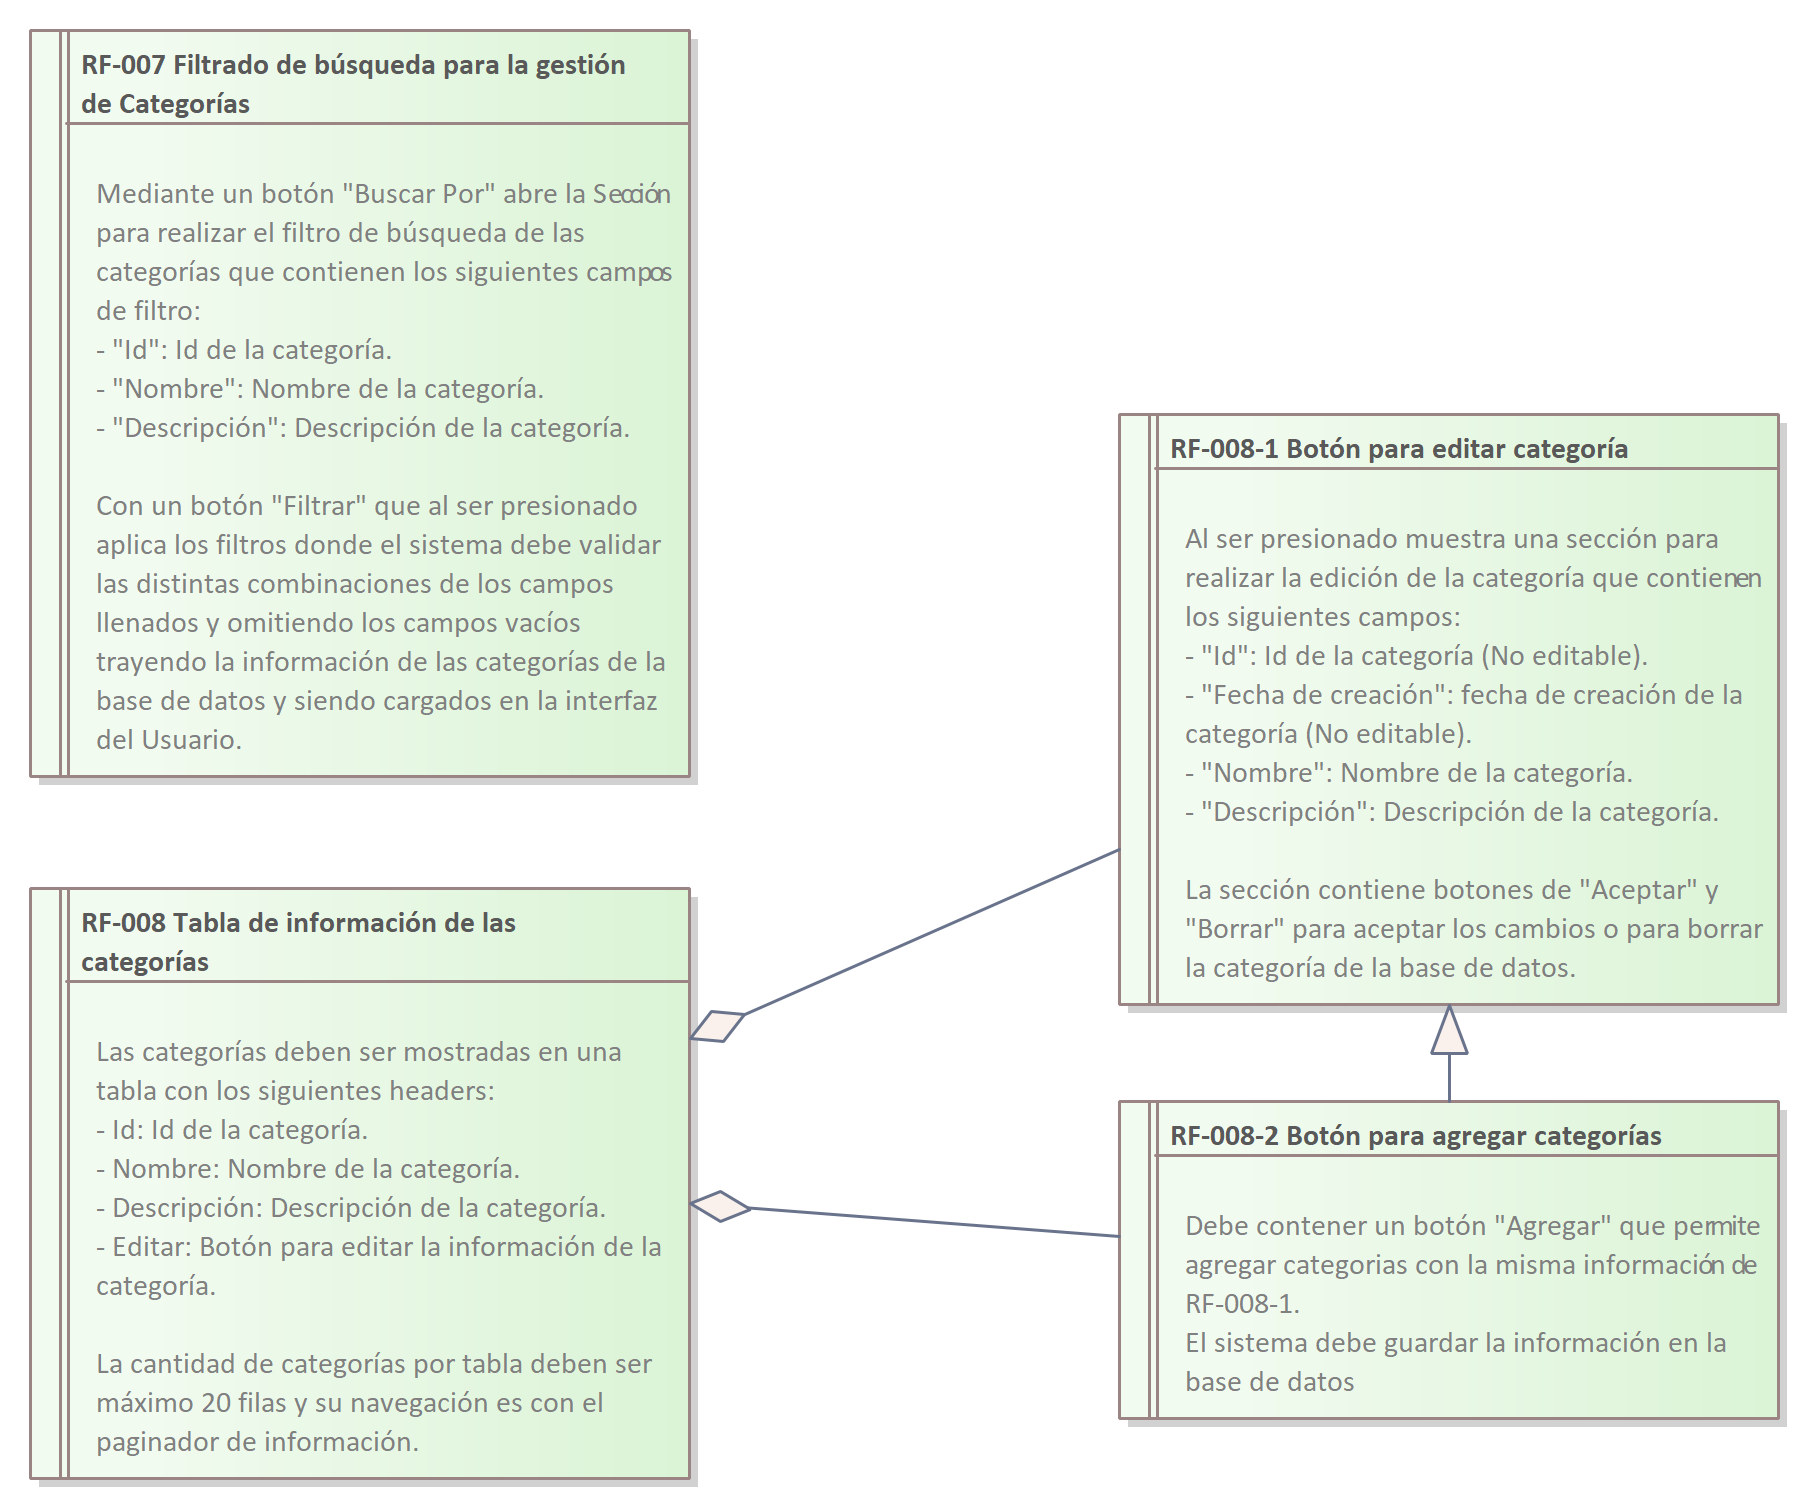 RF-007 Filtrado de búsqueda para la gestión
de Categorías
Mediante un botón "Buscar Por" abre la Sección
para realizar el filtro de búsqueda de las
categorías que contienen los siguientes campos
de filtro:
- "Id": Id de la categoría.
- "Nombre": Nombre de la categoría.
- "Descripción": Descripción de la categoría.
Con un botón "Filtrar" que al ser presionado
aplica los filtros donde el sistema debe validar
las distintas combinaciones de los campos
llenados y omitiendo los campos vacíos
trayendo la información de las categorías de la
base de datos y siendo cargados en la interfaz
del Usuario.
RF-008 Tabla de información de las
categorías
Las categorías deben ser mostradas en una
tabla con los siguientes headers:
- Id: Id de la categoría.
- Nombre: Nombre de la categoría.
- Descripción: Descripción de la categoría.
- Editar: Botón para editar la información de la
categoría.
La cantidad de categorías por tabla deben ser
máximo 20 filas y su navegación es con el
paginador de información.
RF-008-1 Botón para editar categoría
Al ser presionado muestra una sección para
realizar la edición de la categoría que contienen
los siguientes campos:
- "Id": Id de la categoría (No editable).
- "Fecha de creación": fecha de creación de la
categoría (No editable).
- "Nombre": Nombre de la categoría.
- "Descripción": Descripción de la categoría.
La sección contiene botones de "Aceptar" y
"Borrar" para aceptar los cambios o para borrar
la categoría de la base de datos.
RF-008-2 Botón para agregar categorías
Debe contener un botón "Agregar" que permite
agregar categorias con la misma información de
RF-008-1.
El sistema debe guardar la información en la
base de datos